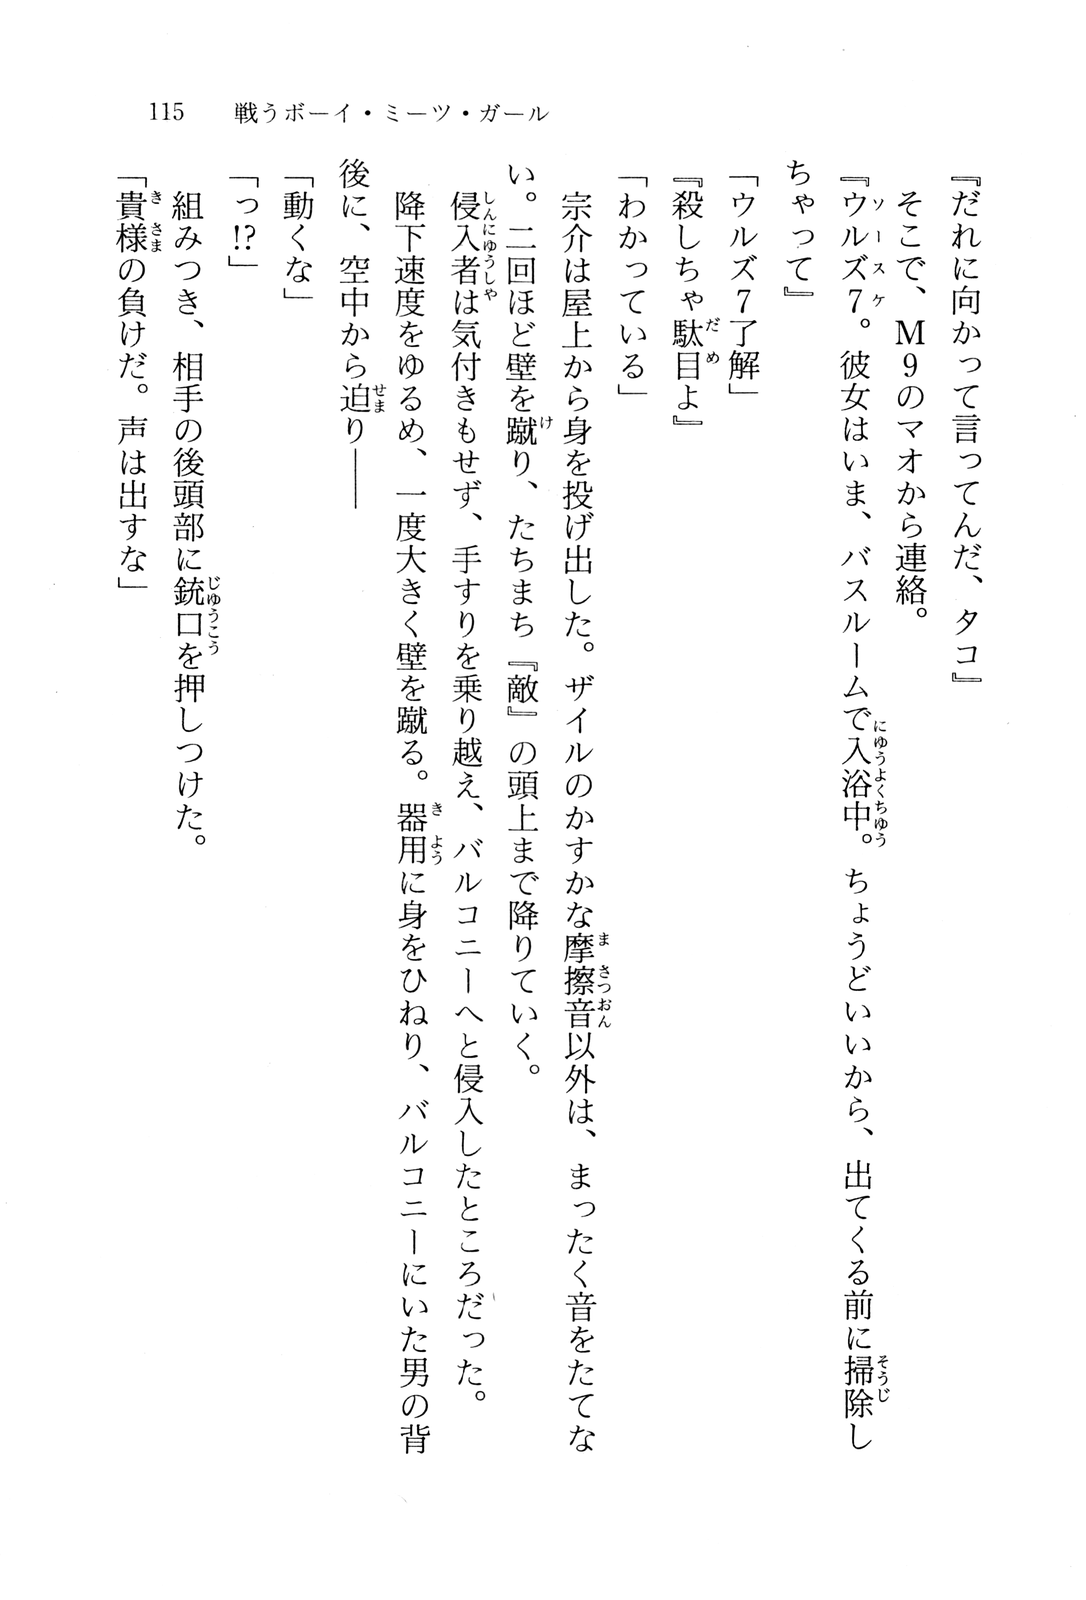 115　戦うボーイ・ミーツ・ガール
『だれに向かって言ってんだ、タコ』
そこで、M9のマオから連絡。
『ウルズ7。彼女はいま、バスルームで入浴中。ちょうどいいから、出てくる前に掃除し
ちゃって』
「ウルズ7了解」
『殺しちゃ駄目よ』
「わかっている」
宗介は屋上から身を投げ出した。ザイルのかすかな摩擦音以外は、まったく音をたてな
い。二回ほど壁を蹴り、たちまち『敵』の頭上まで降りていく。
侵入者は気付きもせず、手すりを乗り越え、バルコニーへと侵入したところだった。
降下速度をゆるめ、一度大きく壁を蹴る。器用に身をひねり、バルコニーにいた男の背
後に、空中から迫り――
「動くな」
「っ!?」
組みつき、相手の後頭部に銃口を押しつけた。
「貴様の負けだ。声は出すな」